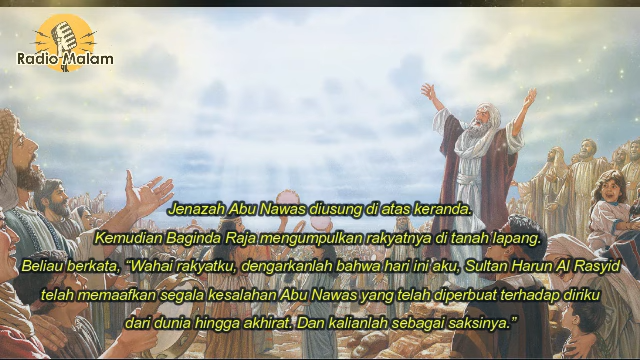 Radio Malam
Jenazah Abu Nawas diusung di atas keranda.
Kemudian Baginda Raja mengumpulkan rakyatnya di tanah lapang.
Beliau berkata, “Wahai rakyatku, dengarkanlah bahwa hari ini aku, Sultan Harun Al Rasyid
telah memaafkan segala kesalahan Abu Nawas yang telah diperbuat terhadap diriku
dari dunia hingga akhirat. Dan kalianlah sebagai saksinya.”